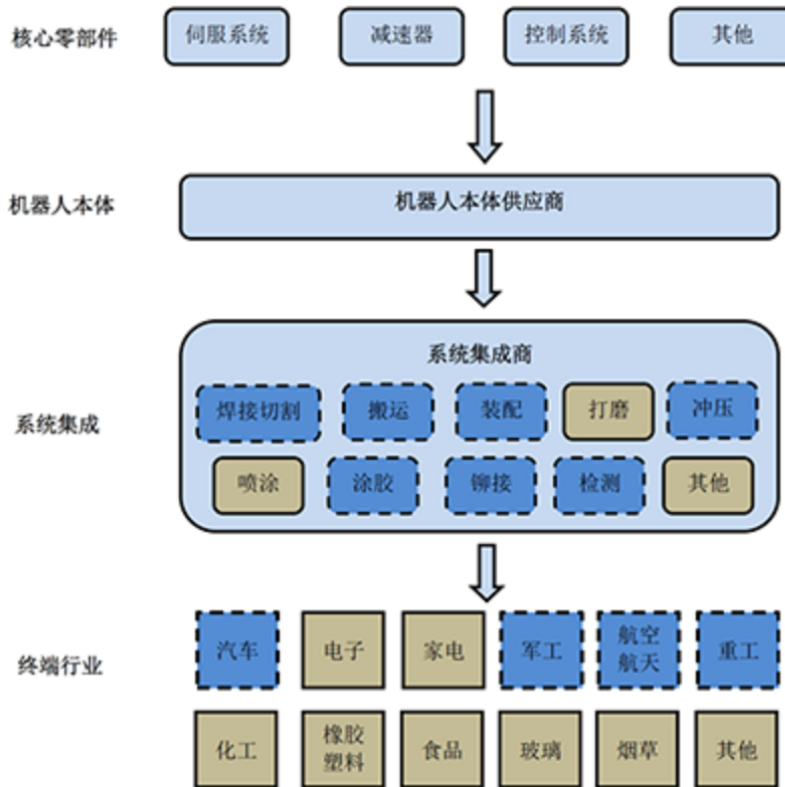 核心零部件
伺服系统
减速器
控制系统
其他
机器人本体
机器人本体供应商
系统集成
系统集成商
焊接切割
搬运
装配
打磨
冲压
喷涂
涂胶
铆接
检测
其他
终端行业
汽车
电子
家电
军工
航空
航天
重工
化工
橡胶
塑料
食品
玻璃
烟草
其他